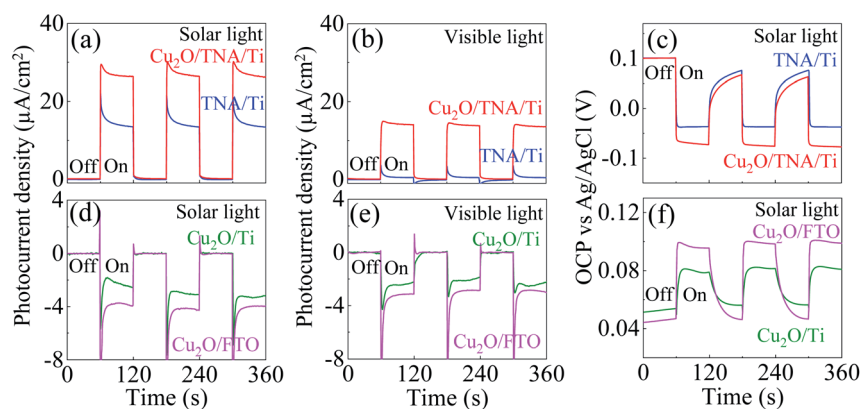 (a) Solar light
Cu₂O/TNA/Ti
TNA/Ti
Off On
Photocurrent density (μA/cm²)
40
20
0
(b) Visible light
Cu₂O/TNA/Ti
TNA/Ti
Off On
Photocurrent density (μA/cm²)
40
20
0
(c) Solar light
TNA/Ti
Off On
Cu₂O/TNA/Ti
0.1
0.0
-0.1
OCP vs Ag/AgCl (V)
(d) Solar light
Cu₂O/Ti
Off On
Cu₂O/FTO
4
0
-4
-8
0 120 240 360
Time (s)
(e) Visible light
Cu₂O/Ti
Off On
Cu₂O/FTO
4
0
-4
-8
0 120 240 360
Time (s)
(f) Solar light
Cu₂O/FTO
Off On
Cu₂O/Ti
0.12
0.08
0.04
0 120 240 360
Time (s)